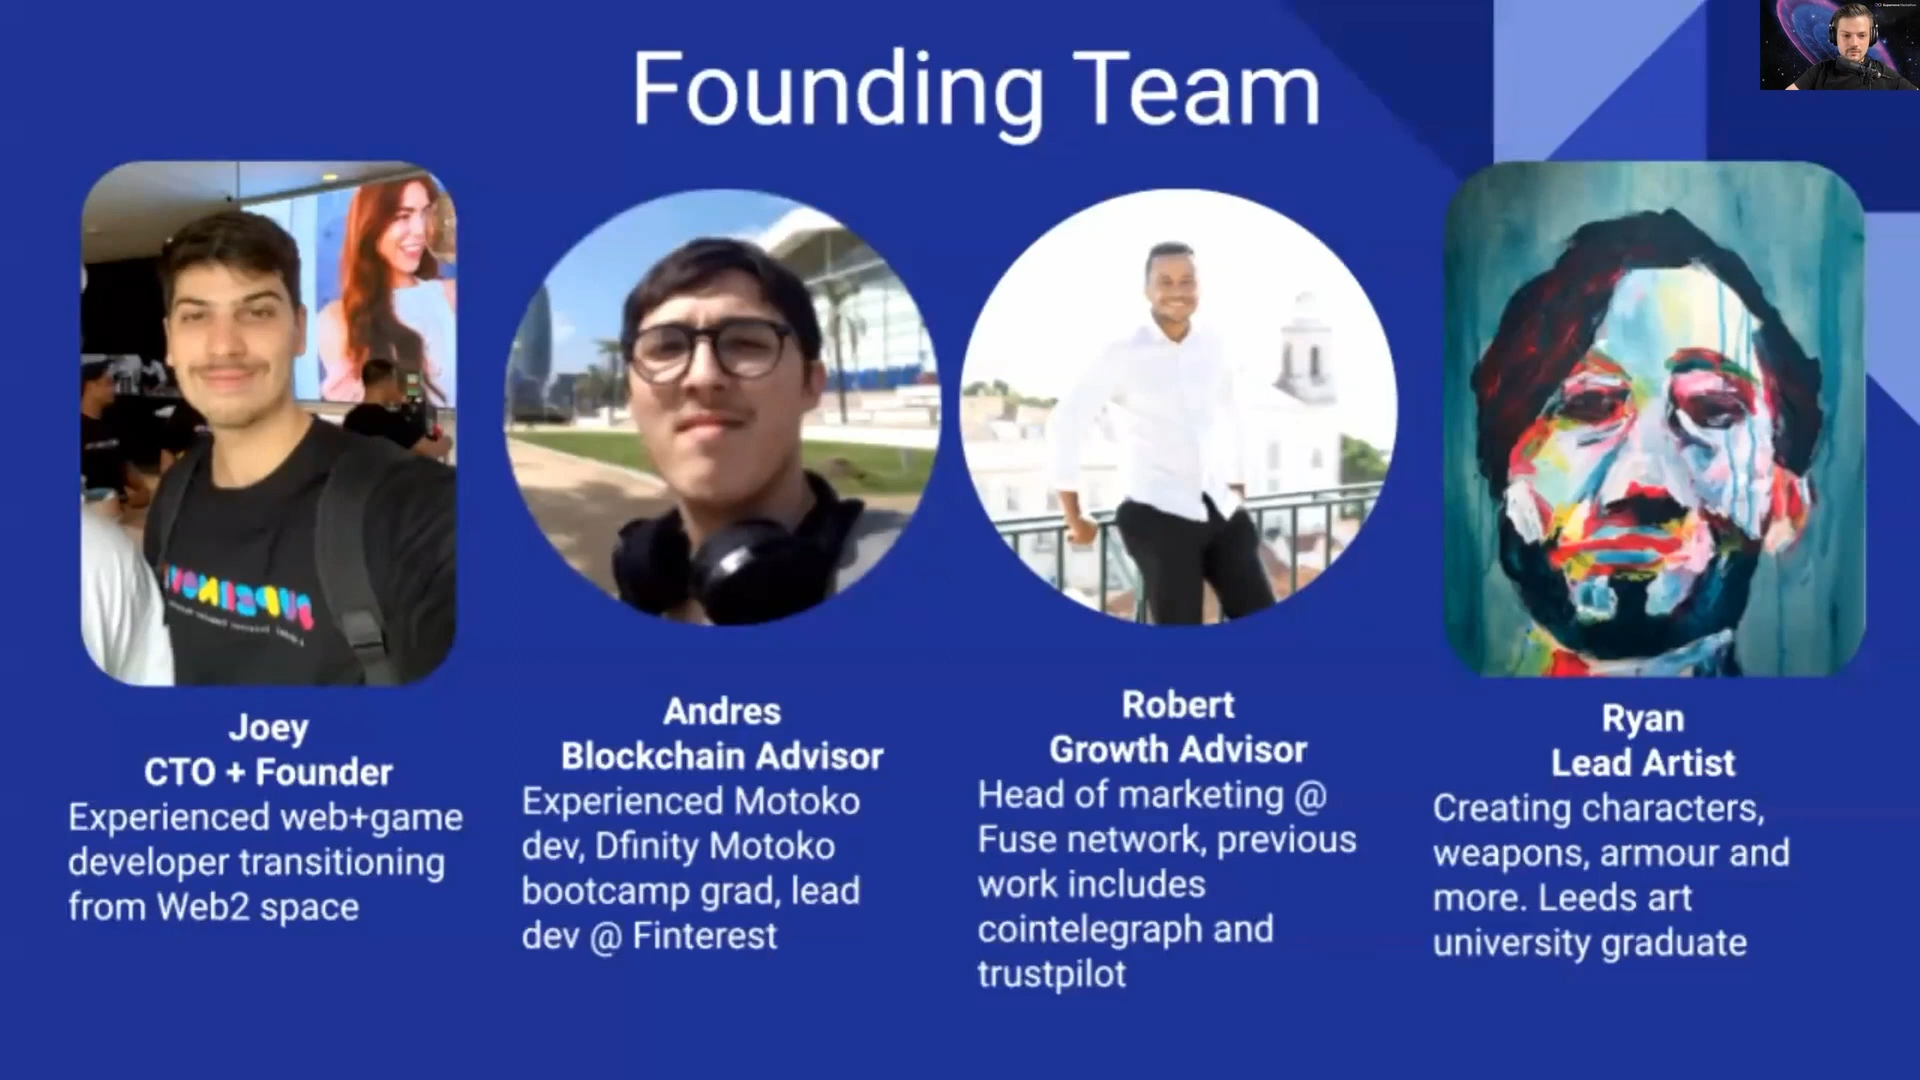 Founding Team
Joey
CTO + Founder
Experienced web+game
developer transitioning
from Web2 space
Andres
Blockchain Advisor
Experienced Motoko
dev, Dfinity Motoko
bootcamp grad, lead
dev @ Finterest
Robert
Growth Advisor
Head of marketing @
Fuse network, previous
work includes
cointelegraph and
trustpilot
Ryan
Lead Artist
Creating characters,
weapons, armour and
more. Leeds art
university graduate